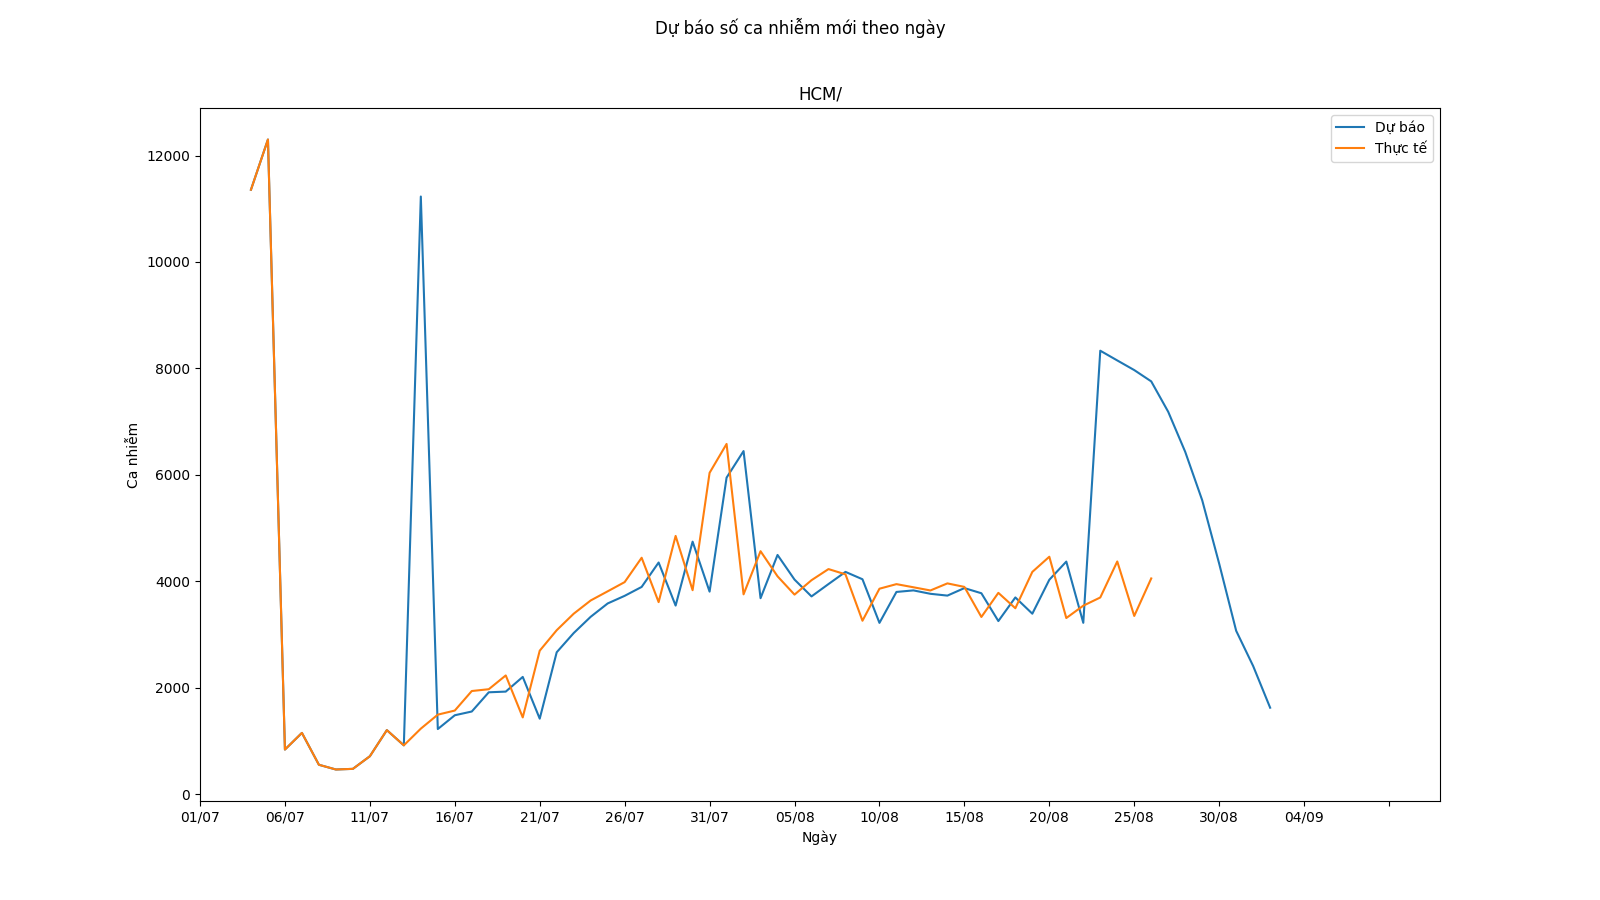 Dự báo số ca nhiễm mới theo ngày
HCM/
Dự báo
Thực tế
12000
10000
8000
6000
4000
2000
0
Ca nhiễm
01/07 06/07 11/07 16/07 21/07 26/07 31/07 05/08 10/08 15/08 20/08 25/08 30/08 04/09
Ngày